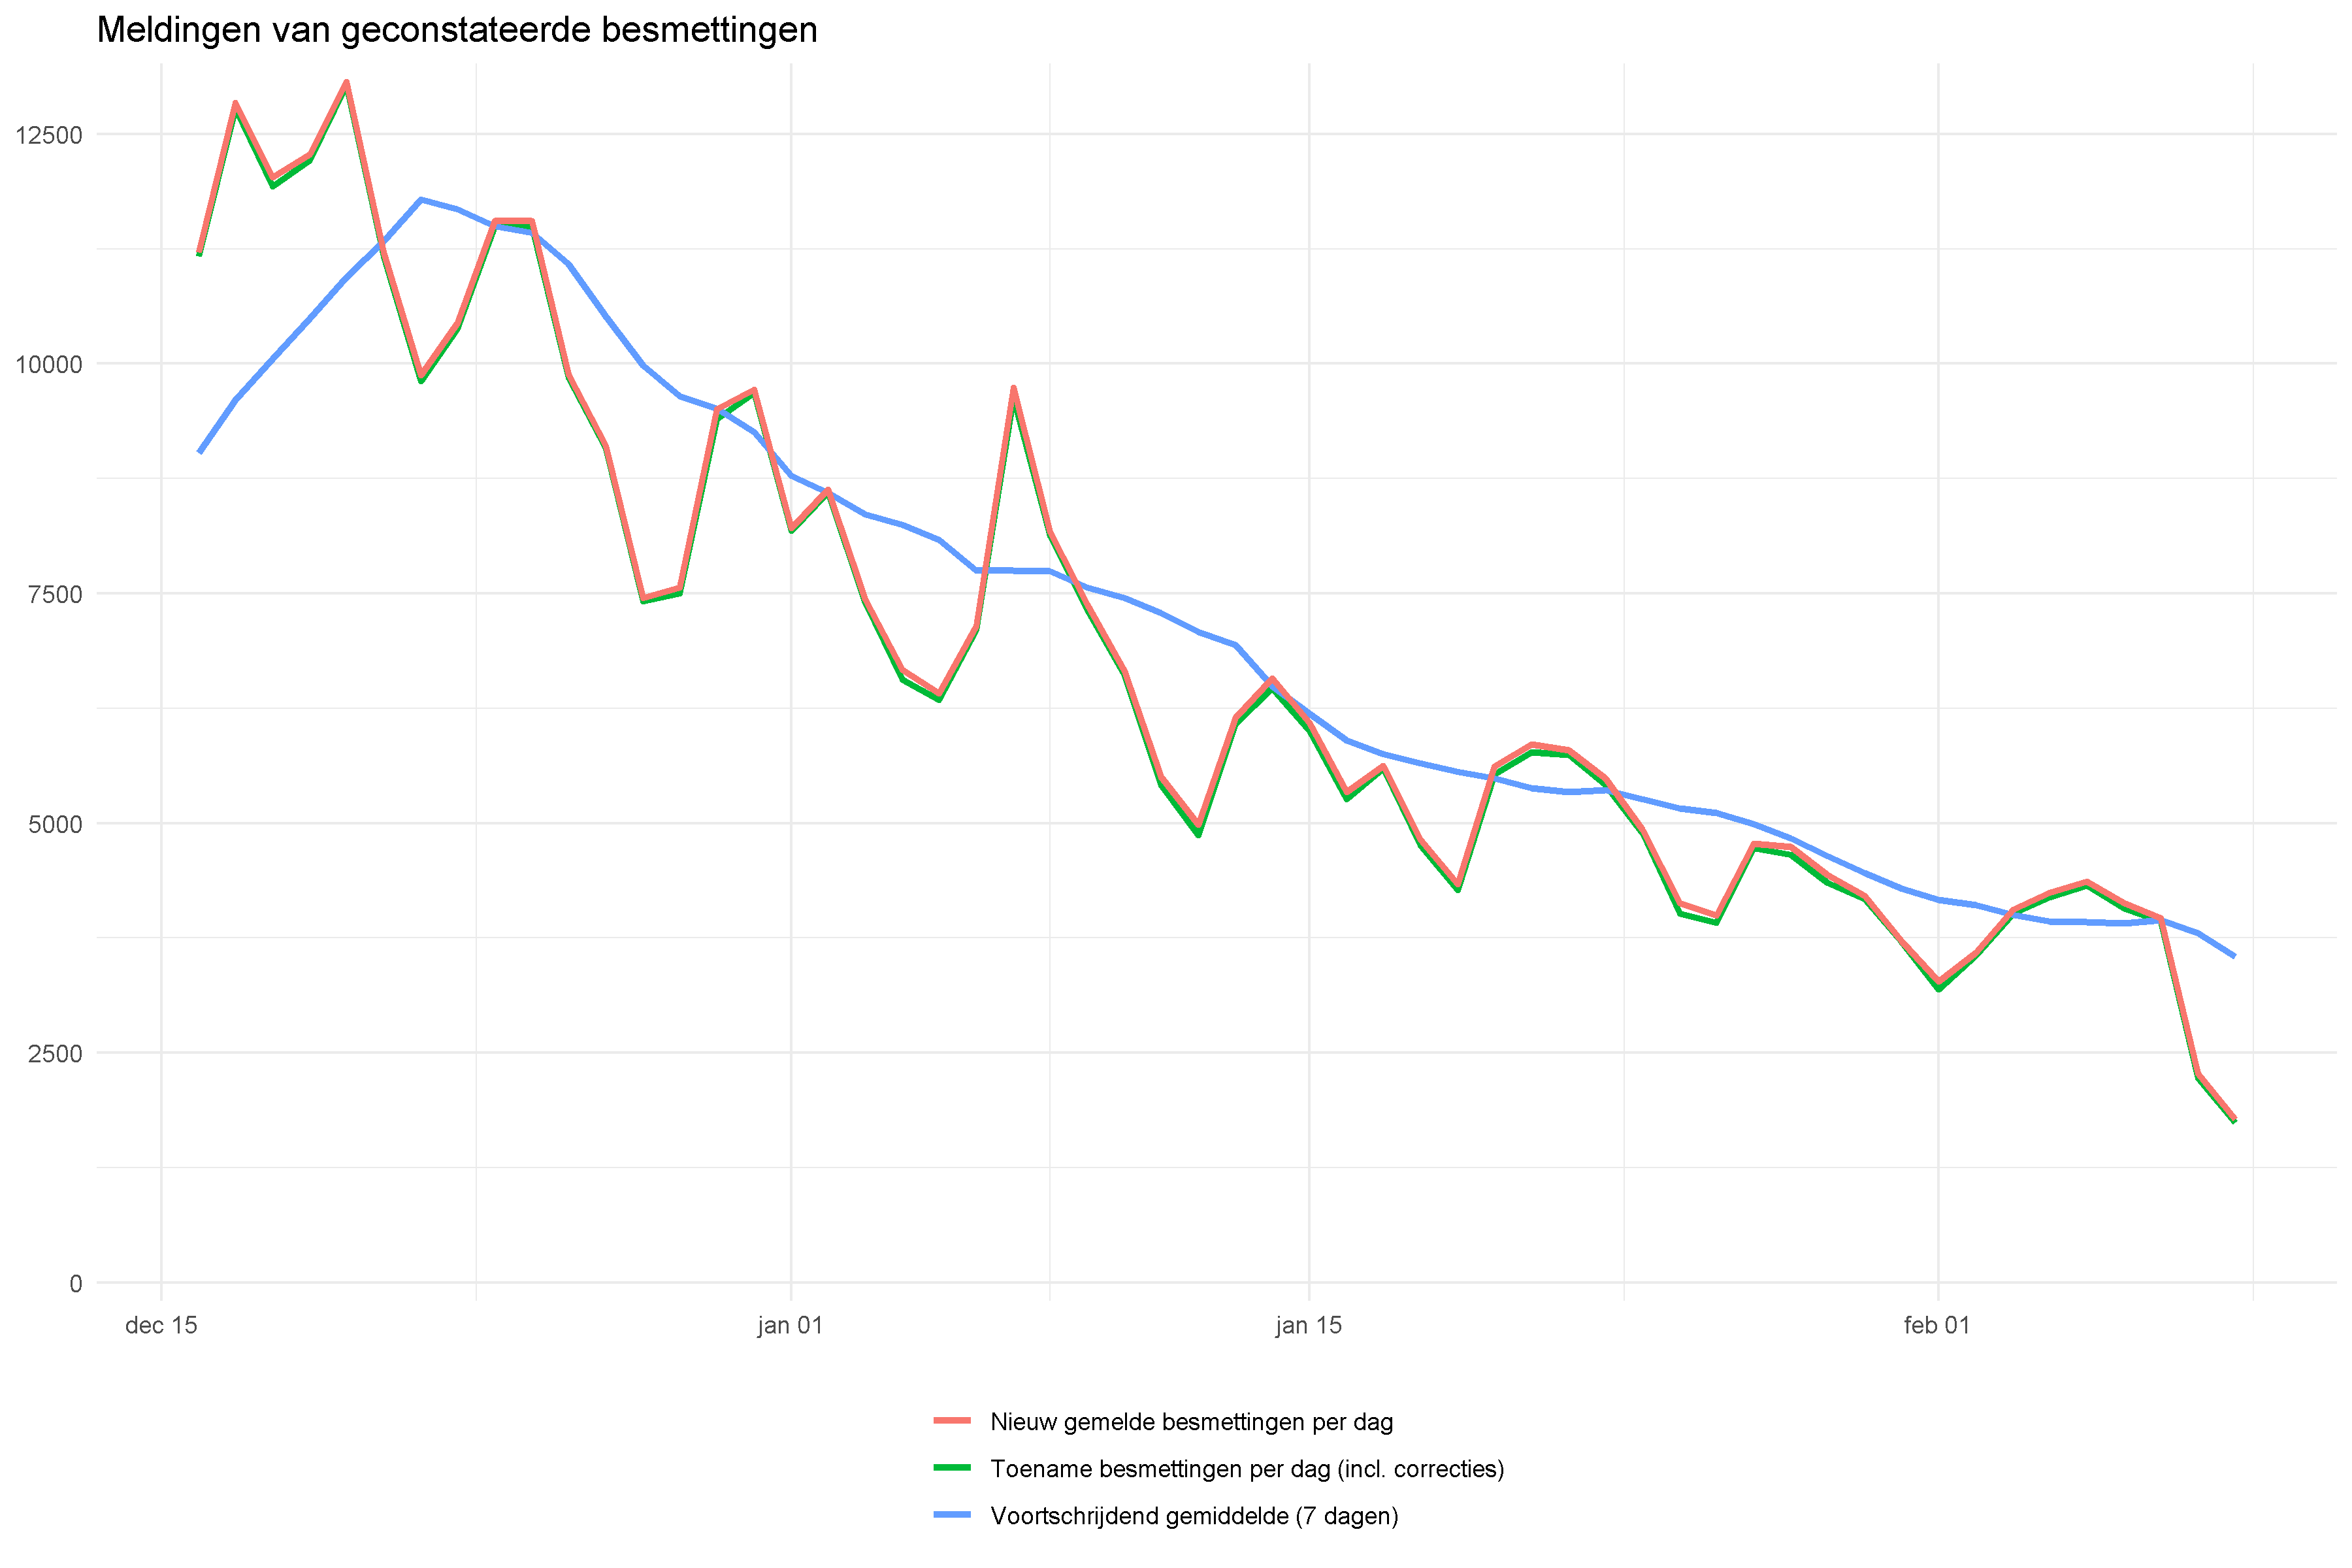 Meldingen van geconstateerde besmettingen
12500
10000
7500
5000
2500
0
dec 15 jan 01 jan 15 feb 01
Nieuw gemelde besmettingen per dag
Toename besmettingen per dag (incl. correcties)
Voortschrijdend gemiddelde (7 dagen)